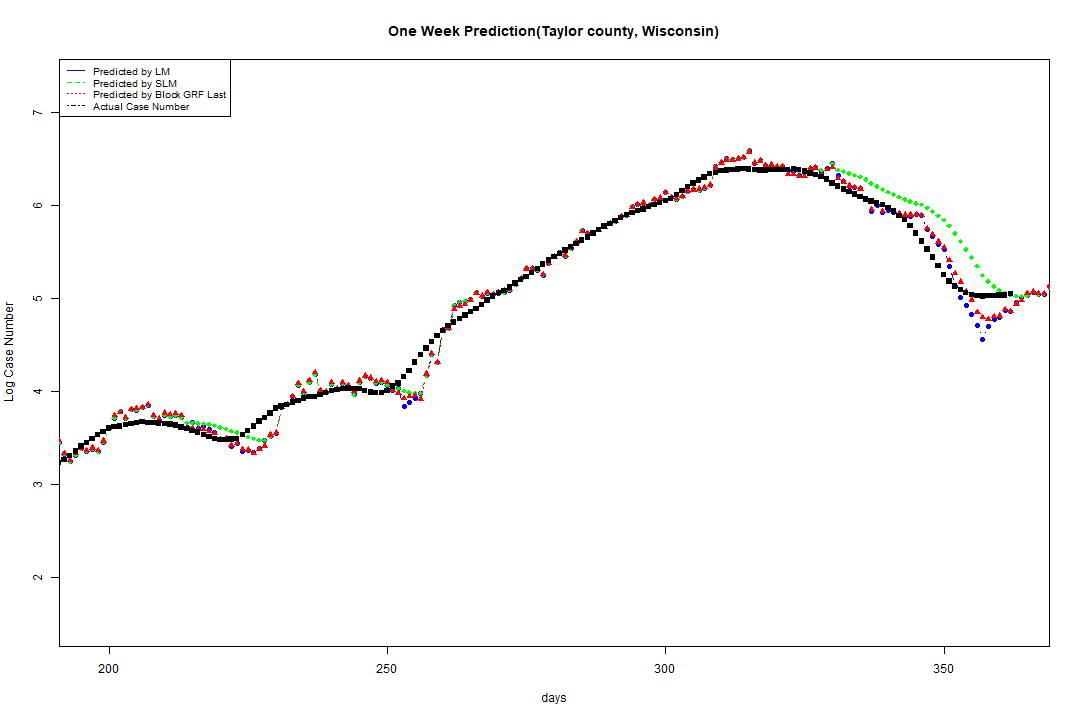 One Week Prediction(Taylor county, Wisconsin)
Predicted by LM
Predicted by SLM
Predicted by Block GRF Last
Actual Case Number
7
6
5
4
3
2
Log Case Number
200
250
300
350
days